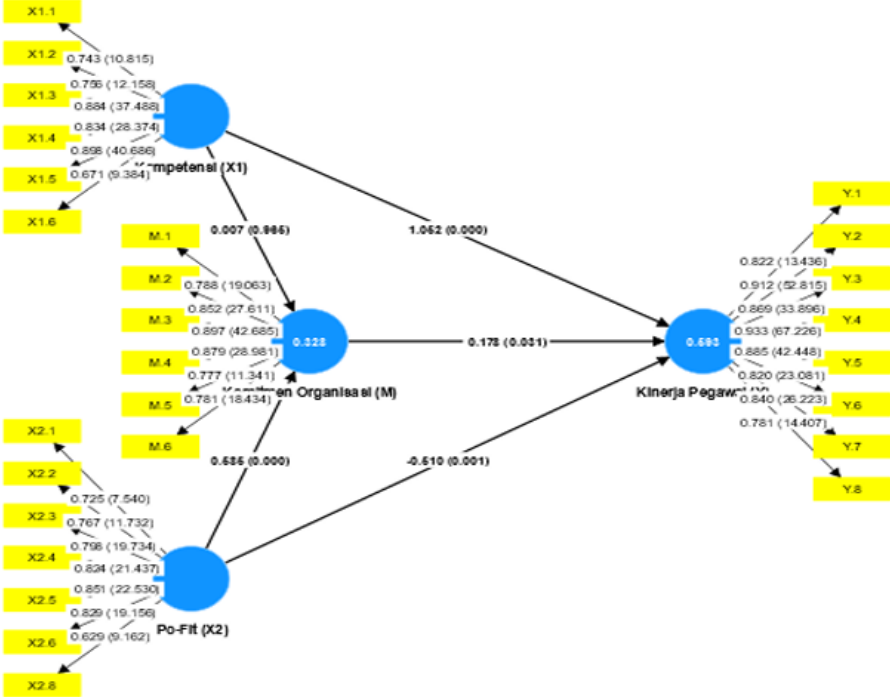 X1.1
X1.2
X1.3
X1.4
X1.5
X1.6
0.743 (10.815)
0.756 (12.158)
0.884 (37.488)
0.834 (28.374)
0.898 (40.686)
0.671 (9.384)
(X1)
0.007 (0.965)
1.052 (0.000)
M.1
M.2
M.3
M.4
M.5
M.6
0.788 (19.063)
0.852 (27.611)
0.897 (42.685)
0.879 (28.981)
0.777 (11.341)
0.781 (18.434)
0.328
Organisasi (M)
0.178 (0.031)
0.593
Kinerja
Y.1
Y.2
Y.3
Y.4
Y.5
Y.6
Y.7
Y.8
0.822 (13.436)
0.912 (52.815)
0.869 (33.896)
0.933 (67.226)
0.885 (42.448)
0.820 (23.081)
0.840 (26.223)
0.781 (14.407)
0.585 (0.000)
-0.510 (0.001)
X2.1
X2.2
X2.3
X2.4
X2.5
X2.6
X2.8
0.725 (7.540)
0.767 (11.732)
0.798 (19.734)
0.824 (21.437)
0.851 (22.530)
0.829 (19.156)
0.629 (9.162)
Po-Fit (X2)